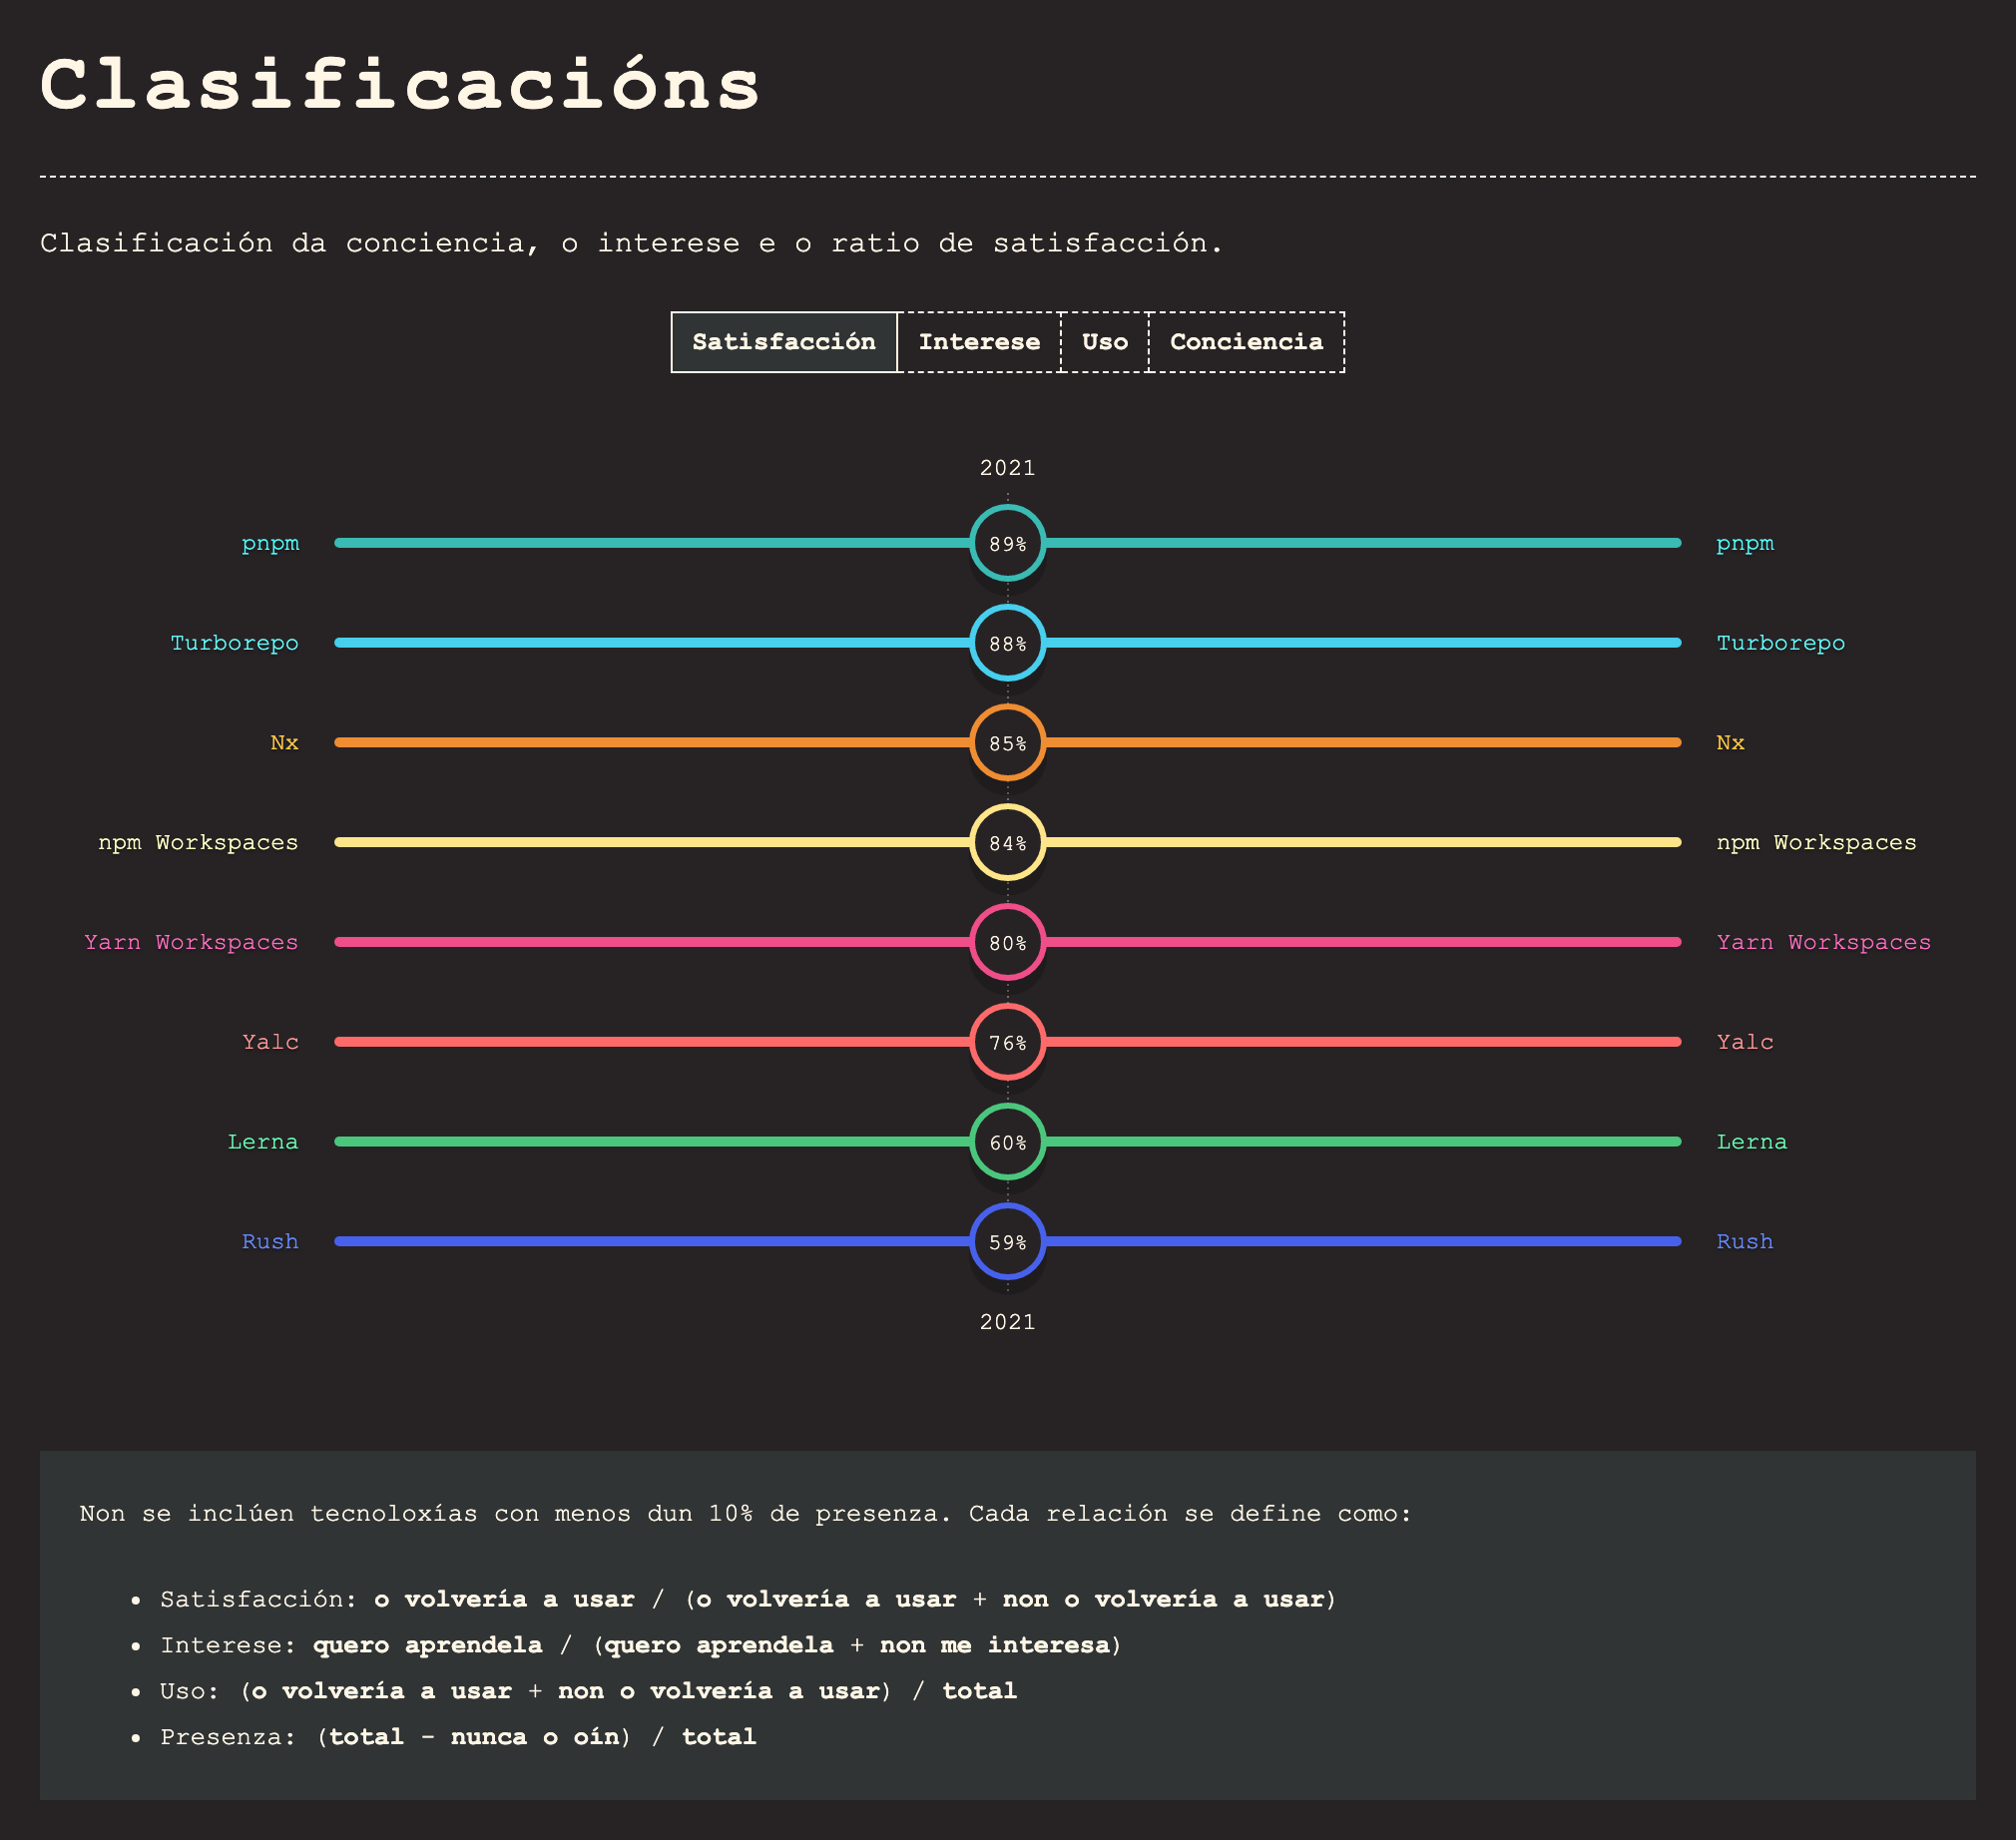 Clasificacións
Clasificación da conciencia, o interese e o ratio de satisfacción.
Satisfacción Interese Uso Conciencia
2021
pnpm 89% pnpm
Turborepo 88% Turborepo
Nx 85% Nx
npm Workspaces 84% npm Workspaces
Yarn Workspaces 80% Yarn Workspaces
Yalc 76% Yalc
Lerna 60% Lerna
Rush 59% Rush
2021
Non se inclúen tecnoloxías con menos dun 10% de presenza. Cada relación se define como:
• Satisfacción: o volvería a usar / (o volvería a usar + non o volvería a usar)
• Interese: quero aprendela / (quero aprendela + non me interesa)
• Uso: (o volvería a usar + non o volvería a usar) / total
• Presenza: (total - nunca o oín) / total